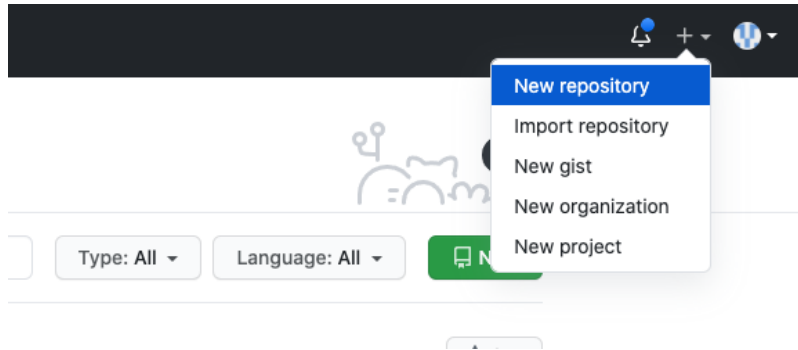 New repository
Import repository
New gist
New organization
New project
Type: All
Language: All